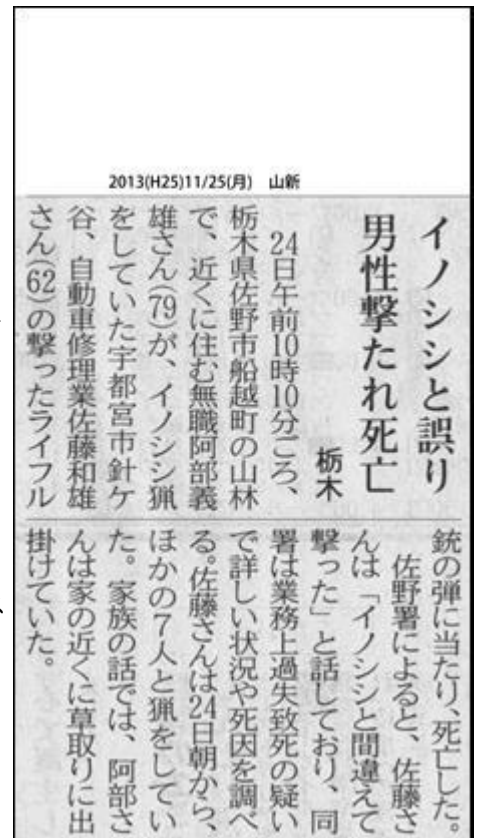 2013(H25)11/25(月) 山新
イノシシと誤り
男性撃たれ死亡
栃木
24日午前10時10分ごろ、
栃木県佐野市船越町の山林
で、近くに住む無職阿部義
雄さん(79)が、イノシシ猟
をしていた宇都宮市針ケ
谷、自動車修理業佐藤和雄
さん(62)の撃ったライフル
銃の弾に当たり、死亡した。
佐野署によると、佐藤さ
んは「イノシシと間違えて
撃った」と話しており、同
署は業務上過失致死の疑い
で詳しい状況や死因を調べ
る。佐藤さんは24日朝から、
ほかの7人と猟をしてい
た。家族の話では、阿部さ
んは家の近くに草取りに出
掛けていた。